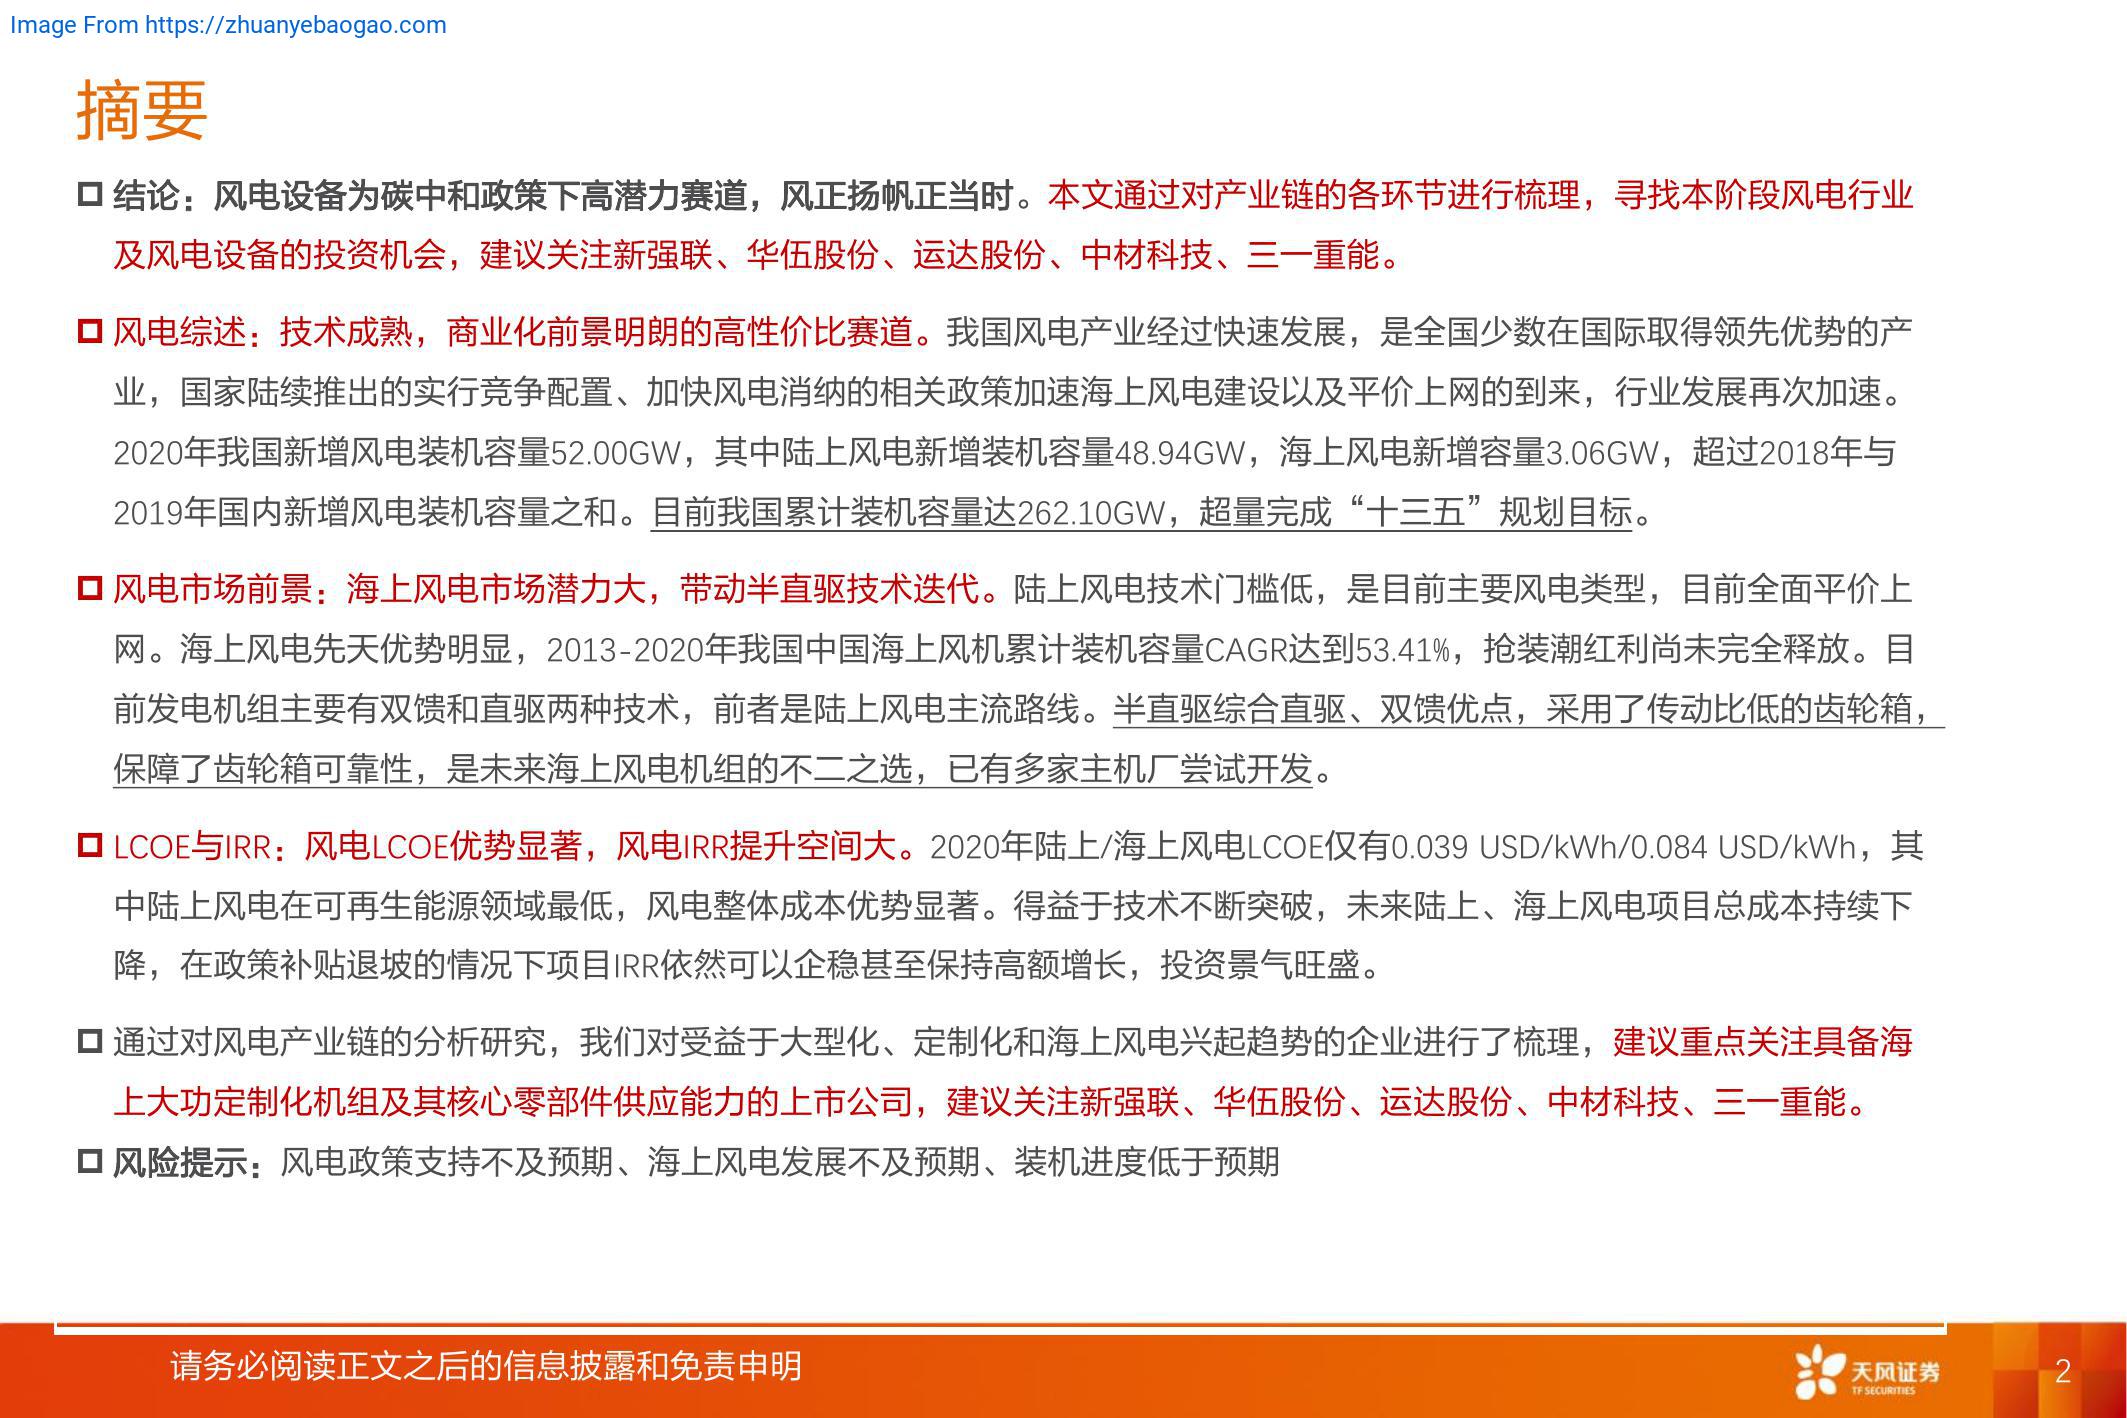 Image From https://zhuanyebaogao.com
摘要
结论：风电设备为碳中和政策下高潜力赛道，风正扬帆正当时。本文通过对产业链的各环节进行梳理，寻找本阶段风电行业
及风电设备的投资机会，建议关注新强联、华伍股份、运达股份、中材科技、三一重能。
风电综述：技术成熟，商业化前景明朗的高性价比赛道。我国风电产业经过快速发展，是全国少数在国际取得领先优势的产
业，国家陆续推出的实行竞争配置、加快风电消纳的相关政策加速海上风电建设以及平价上网的到来，行业发展再次加速。
2020年我国新增风电装机容量52.00GW，其中陆上风电新增装机容量48.94GW，海上风电新增容量3.06GW，超过2018年与
2019年国内新增风电装机容量之和。目前我国累计装机容量达262.10GW，超量完成“十三五”规划目标。
风电市场前景：海上风电市场潜力大，带动半直驱技术迭代。陆上风电技术门槛低，是目前主要风电类型，目前全面平价上
网。海上风电先天优势明显，2013-2020年我国中国海上风机累计装机容量CAGR达到53.41%，抢装潮红利尚未完全释放。目
前发电机组主要有双馈和直驱两种技术，前者是陆上风电主流路线。半直驱综合直驱、双馈优点，采用了传动比低的齿轮箱，
保障了齿轮箱可靠性，是未来海上风电机组的不二之选，已有多家主机厂尝试开发。
LCOE与IRR：风电LCOE优势显著，风电IRR提升空间大。2020年陆上/海上风电LCOE仅有0.039 USD/kWh/0.084 USD/kWh，其
中陆上风电在可再生能源领域最低，风电整体成本优势显著。得益于技术不断突破，未来陆上、海上风电项目总成本持续下
降，在政策补贴退坡的情况下项目IRR依然可以企稳甚至保持高额增长，投资景气旺盛。
通过对风电产业链的分析研究，我们对受益于大型化、定制化和海上风电兴起趋势的企业进行了梳理，建议重点关注具备海
上大功定制化机组及其核心零部件供应能力的上市公司，建议关注新强联、华伍股份、运达股份、中材科技、三一重能。
风险提示：风电政策支持不及预期、海上风电发展不及预期、装机进度低于预期
请务必阅读正文之后的信息披露和免责申明
天风证券
TF SECURITIES
2